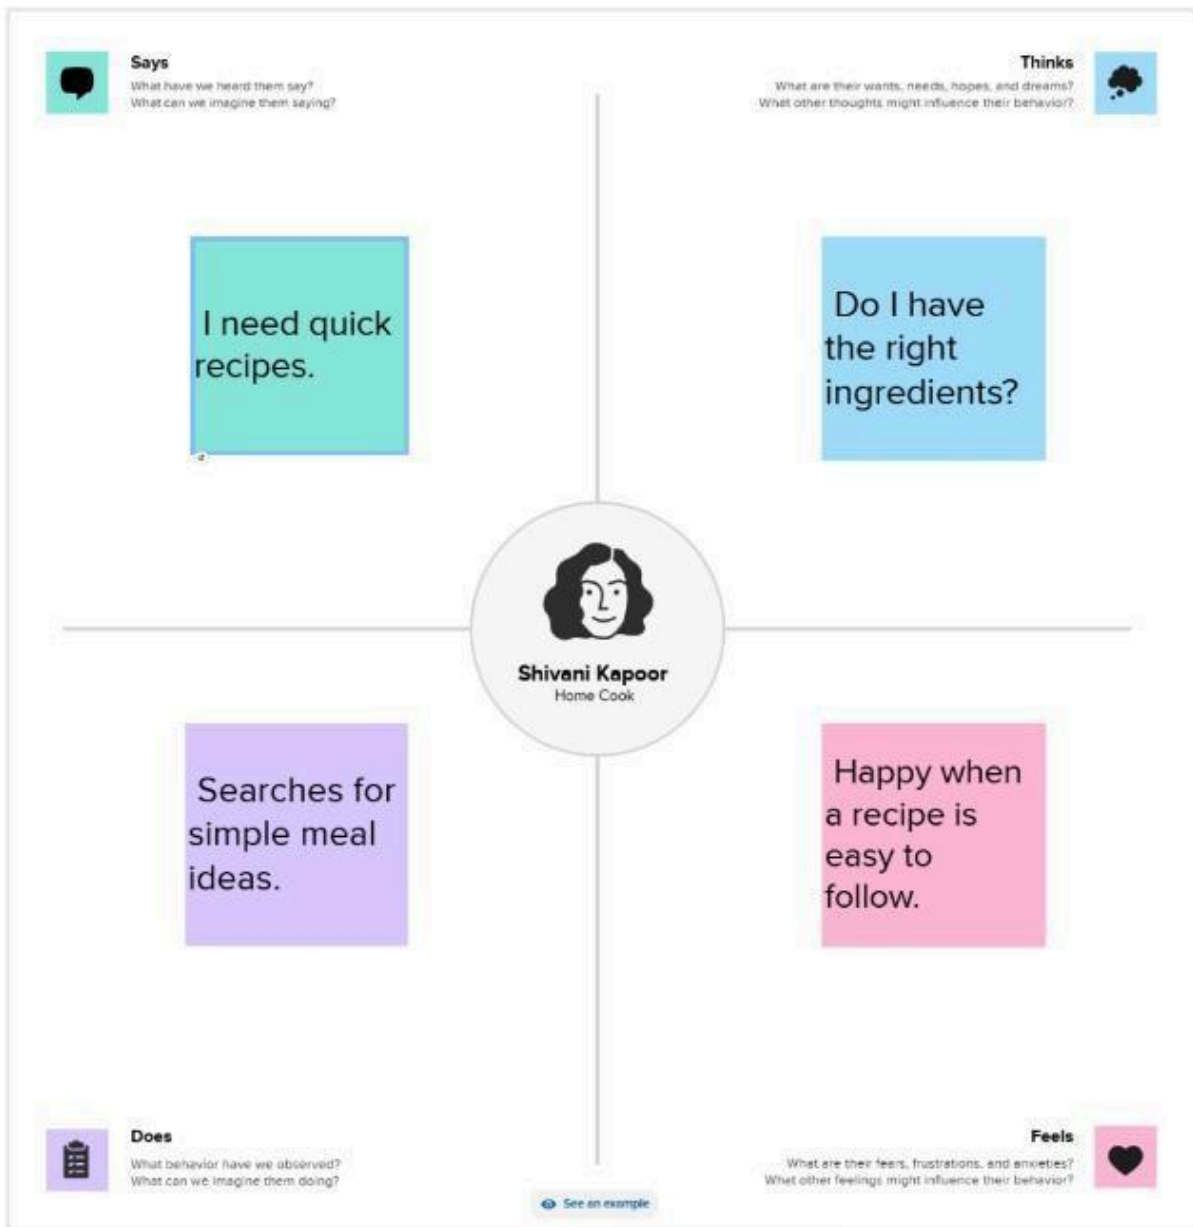 Says
What have we heard them say?
What can we imagine them saying?
Thinks
What are their wants, needs, hopes, and dreams?
What other thoughts might influence their behavior?
I need quick
recipes.
Do I have
the right
ingredients?
Shivani Kapoor
Home Cook
Searches for
simple meal
ideas.
Happy when
a recipe is
easy to
follow.
Does
What behavior have we observed?
What can we imagine them doing?
Feels
What are their fears, frustrations, and anxieties?
What other feelings might influence their behavior?
See an example